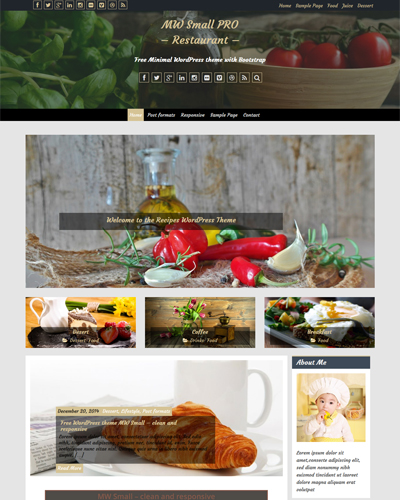 Home Sample Page Food Juice Dessert
MW Small PRO
– Restaurant –
Free Minimal WordPress theme with Bootstrap
Home Post Formats Responsive Sample Page Contact
Welcome to the Recipes WordPress Theme
Desert
Dessert, Food
Coffee
Drinks, Food
Breakfast
Food
About Me
December 20, 2014 Desserts, Lifestyle, Post Formats
Free WordPress theme MW Small – clean and
responsive
Read More
Lorem ipsum dolor sit
amet,consecte adipiscing elit,
sed diam nonummy nibh
euismod tincidunt ut laoreet
dolore magna aliquam erat
volutpat
MW Small - clean and responsive